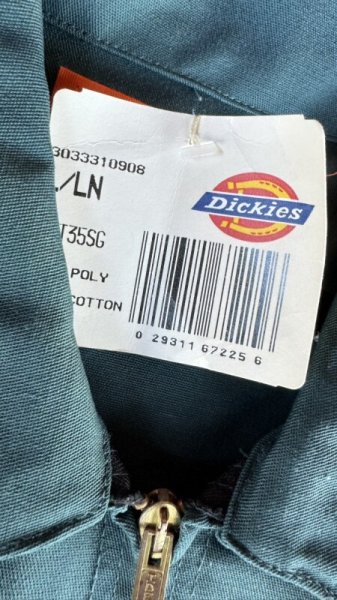 3033310908
/LN
Dickies
T35SG
POLY
COTTON
0 29311 67225 6